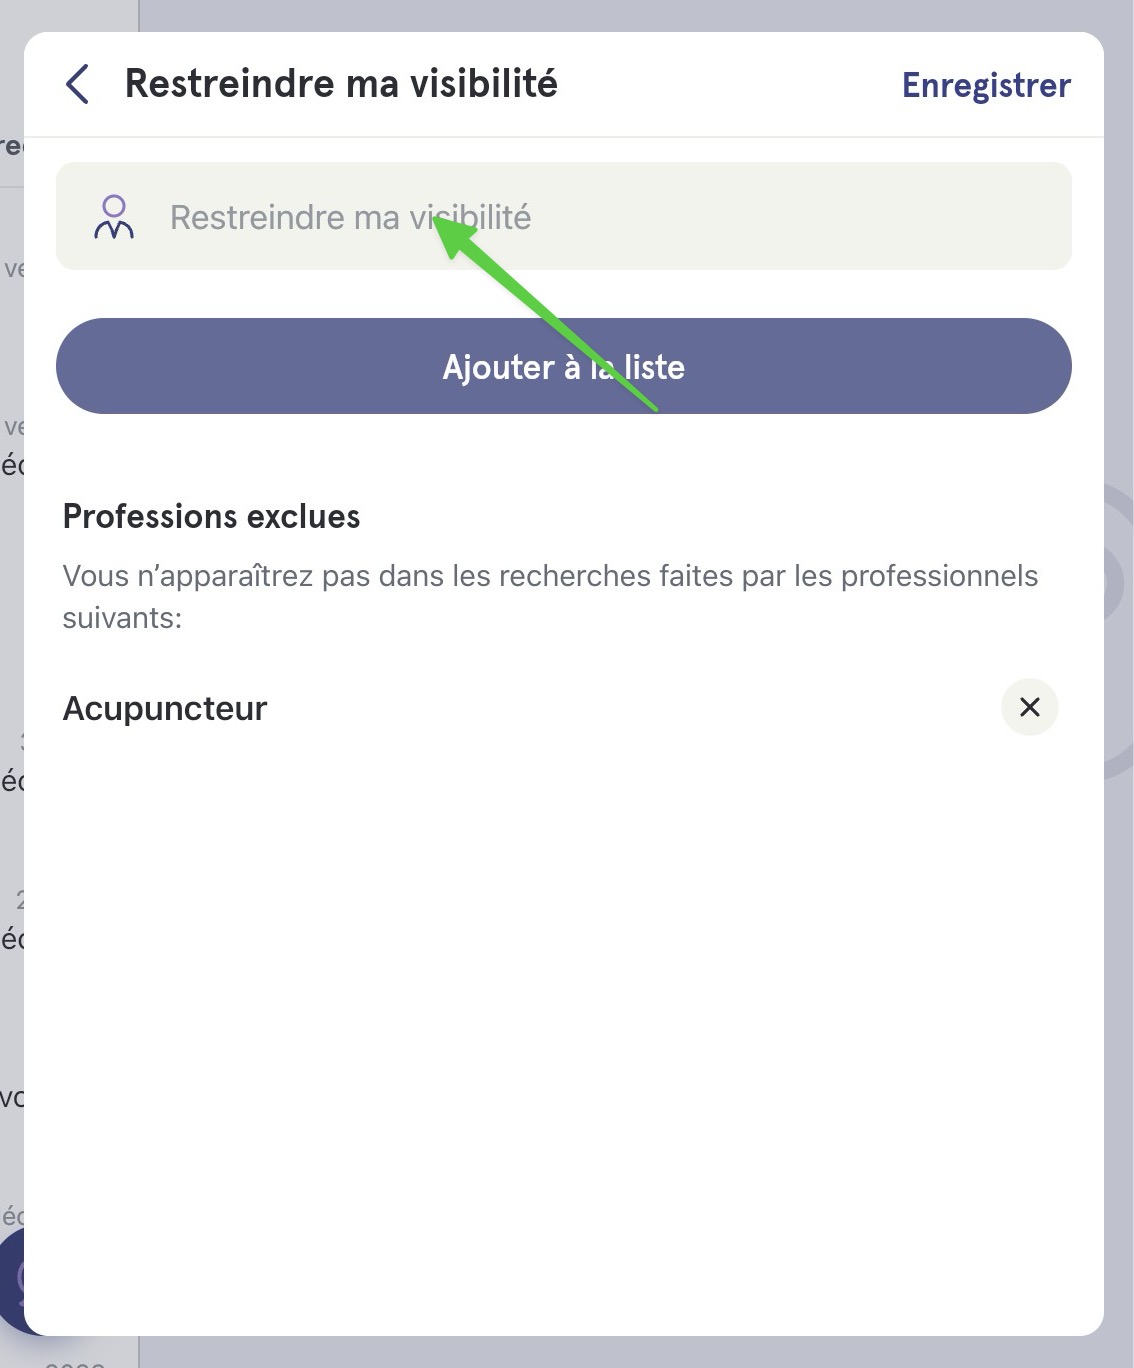 Restreindre ma visibilité
Enregistrer
Restreindre ma visibilité
Ajouter à la liste
Professions exclues
Vous n’apparaîtrez pas dans les recherches faites par les professionnels
suivants:
Acupuncteur